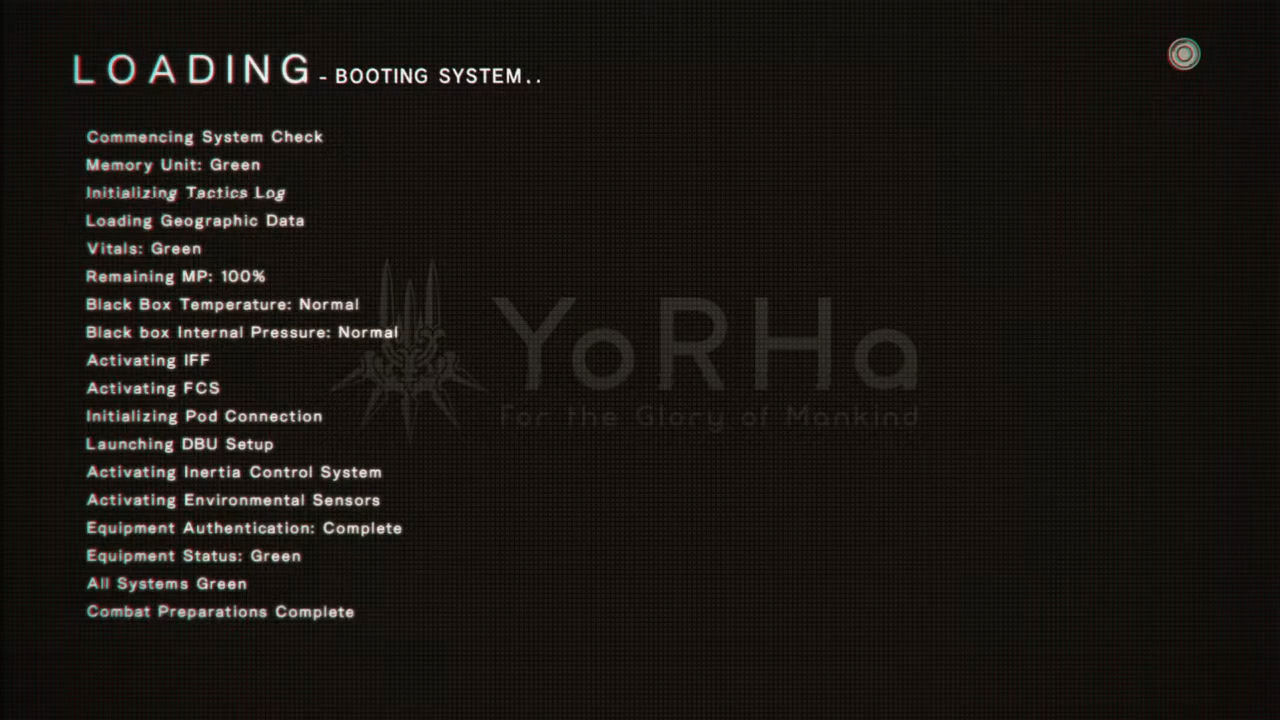 LOADING - BOOTING SYSTEM..
Commencing System Check
Memory Unit: Green
Initializing Tactics Log
Loading Geographic Data
Vitals: Green
Remaining MP: 100%
Black Box Temperature: Normal
Black box Internal Pressure: Normal
Activating IFF
Activating FCS
Initializing Pod Connection
Launching DBU Setup
Activating Inertia Control System
Activating Environmental Sensors
Equipment Authentication: Complete
Equipment Status: Green
All Systems Green
Combat Preparations Complete
YoRHa
For the Glory of Mankind